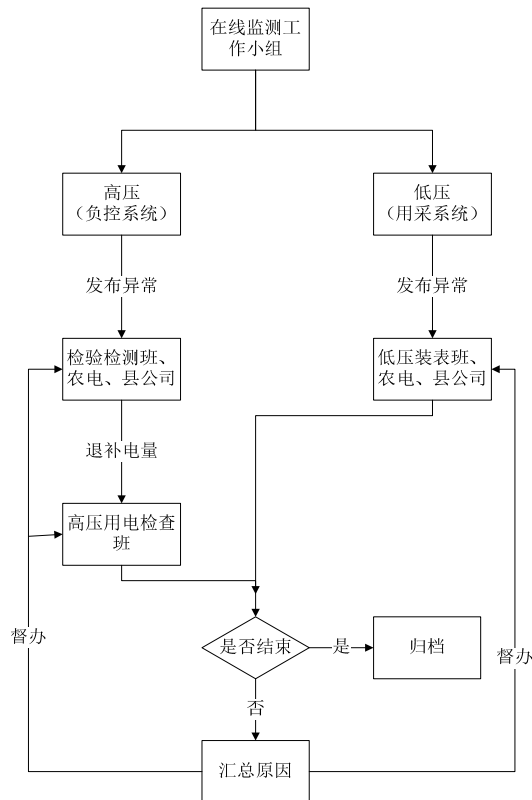 在线监测工
作小组
高压
（负控系统）
低压
（用采系统）
发布异常
发布异常
检验检测班、
农电、县公司
低压装表班、
农电、县公司
退补电量
高压用电检查
班
督办
是否结束
是
归档
督办
否
汇总原因